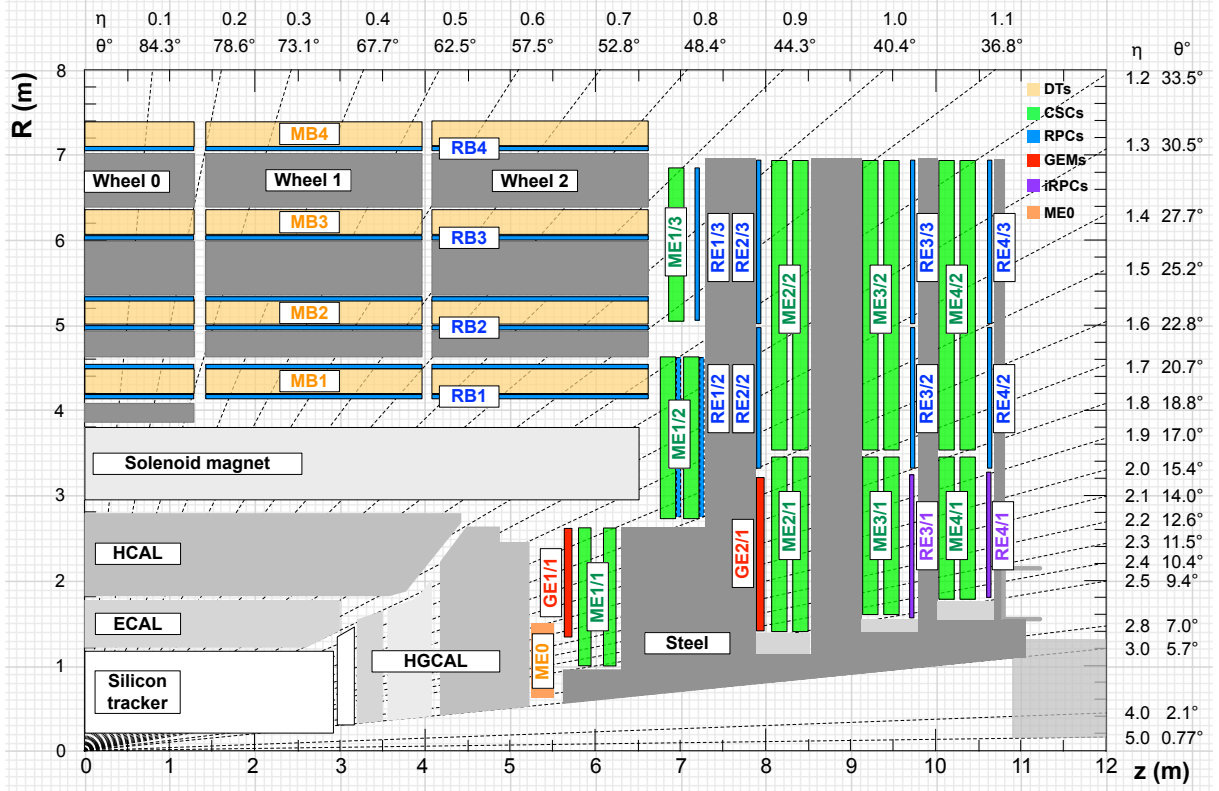 η 0.1 0.2 0.3 0.4 0.5 0.6 0.7 0.8 0.9 1.0 1.1
θ° 84.3° 78.6° 73.1° 67.7° 62.5° 57.5° 52.8° 48.4° 44.3° 40.4° 36.8° η θ°
R (m)
8
7
6
5
4
3
2
1
0
1.2 33.5°
1.3 30.5°
1.4 27.7°
1.5 25.2°
1.6 22.8°
1.7 20.7°
1.8 18.8°
1.9 17.0°
2.0 15.4°
2.1 14.0°
2.2 12.6°
2.3 11.5°
2.4 10.4°
2.5 9.4°
2.8 7.0°
3.0 5.7°
4.0 2.1°
5.0 0.77°
DTs
CSCs
RPCs
GEMs
iRPCs
ME0
MB4
RB4
Wheel 0 Wheel 1 Wheel 2
MB3
RB3
MB2
RB2
MB1
RB1
Solenoid magnet
HCAL
ECAL
HGCAL
Silicon
tracker
Steel
ME1/3
RE1/3
RE2/3
ME2/2
ME3/2
RE3/3
ME4/2
RE4/3
ME1/2
RE1/2
RE2/2
RE3/2
RE4/2
GE1/1
ME1/1
ME0
GE2/1
ME2/1
ME3/1
RE3/1
ME4/1
RE4/1
0 1 2 3 4 5 6 7 8 9 10 11 12
z (m)